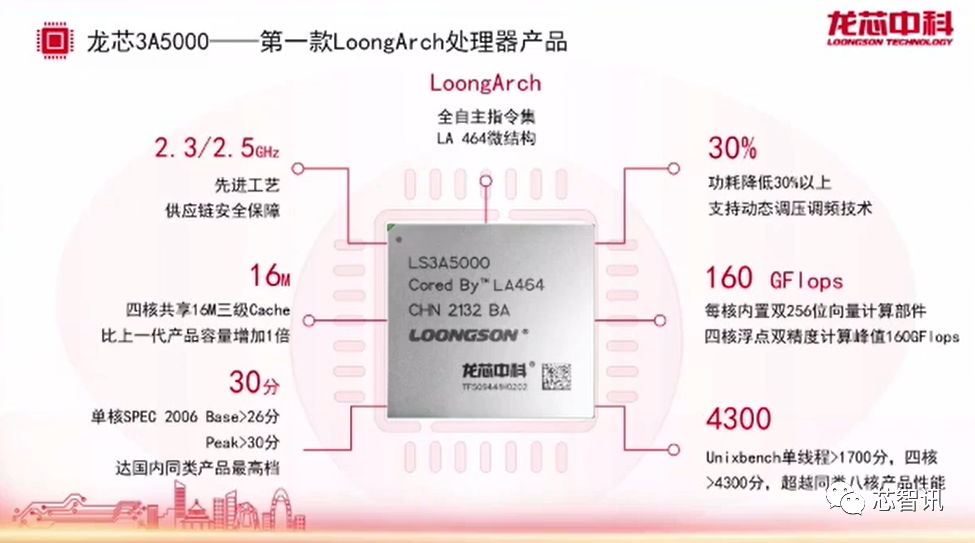 龙芯3A5000——第一款LoongArch处理器产品
龙芯中科
LOONGSON TECHNOLOGY
LoongArch
全自主指令集
LA 464微结构
2.3/2.5GHz
先进工艺
供应链安全保障
16M
四核共享16M三级Cache
比上一代产品容量增加1倍
30分
单核SPEC 2006 Base>26分
Peak>30分
达国内同类产品最高档
LS3A5000
Cored By™ LA464
CHN 2132 BA
LOONGSON®
龙芯中科®
30%
功耗降低30%以上
支持动态调压调频技术
160 GFlops
每核内置双256位向量计算部件
四核浮点双精度计算峰值160GFlops
4300
Unixbench单线程>1700分，四核
>4300分，超越同类八核产品性能
芯智讯